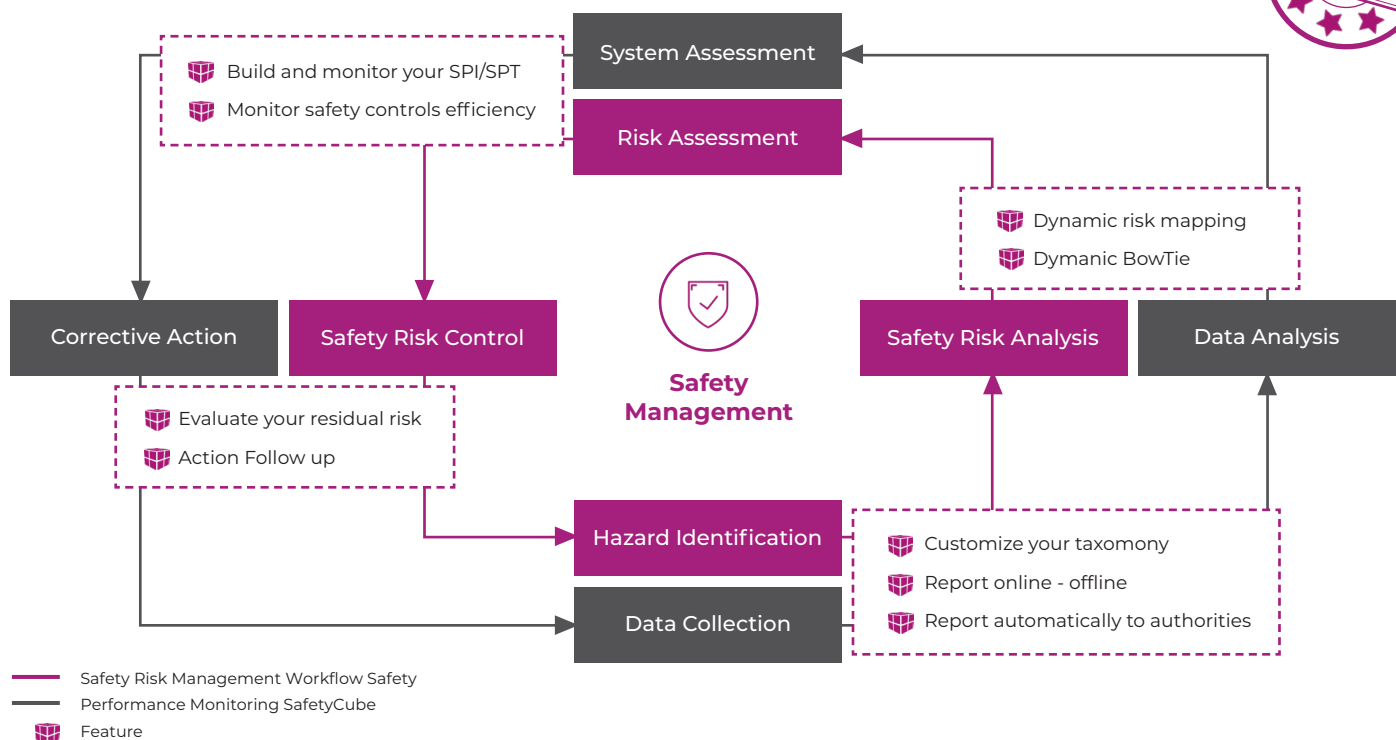 System Assessment
Build and monitor your SPI/SPT
Monitor safety controls efficiency
Risk Assessment
Dynamic risk mapping
Dymanic BowTie
Corrective Action
Safety Risk Control
Safety Risk Analysis
Data Analysis
Safety
Management
Evaluate your residual risk
Action Follow up
Hazard Identification
Customize your taxomony
Report online - offline
Report automatically to authorities
Data Collection
Safety Risk Management Workflow Safety
Performance Monitoring SafetyCube
Feature